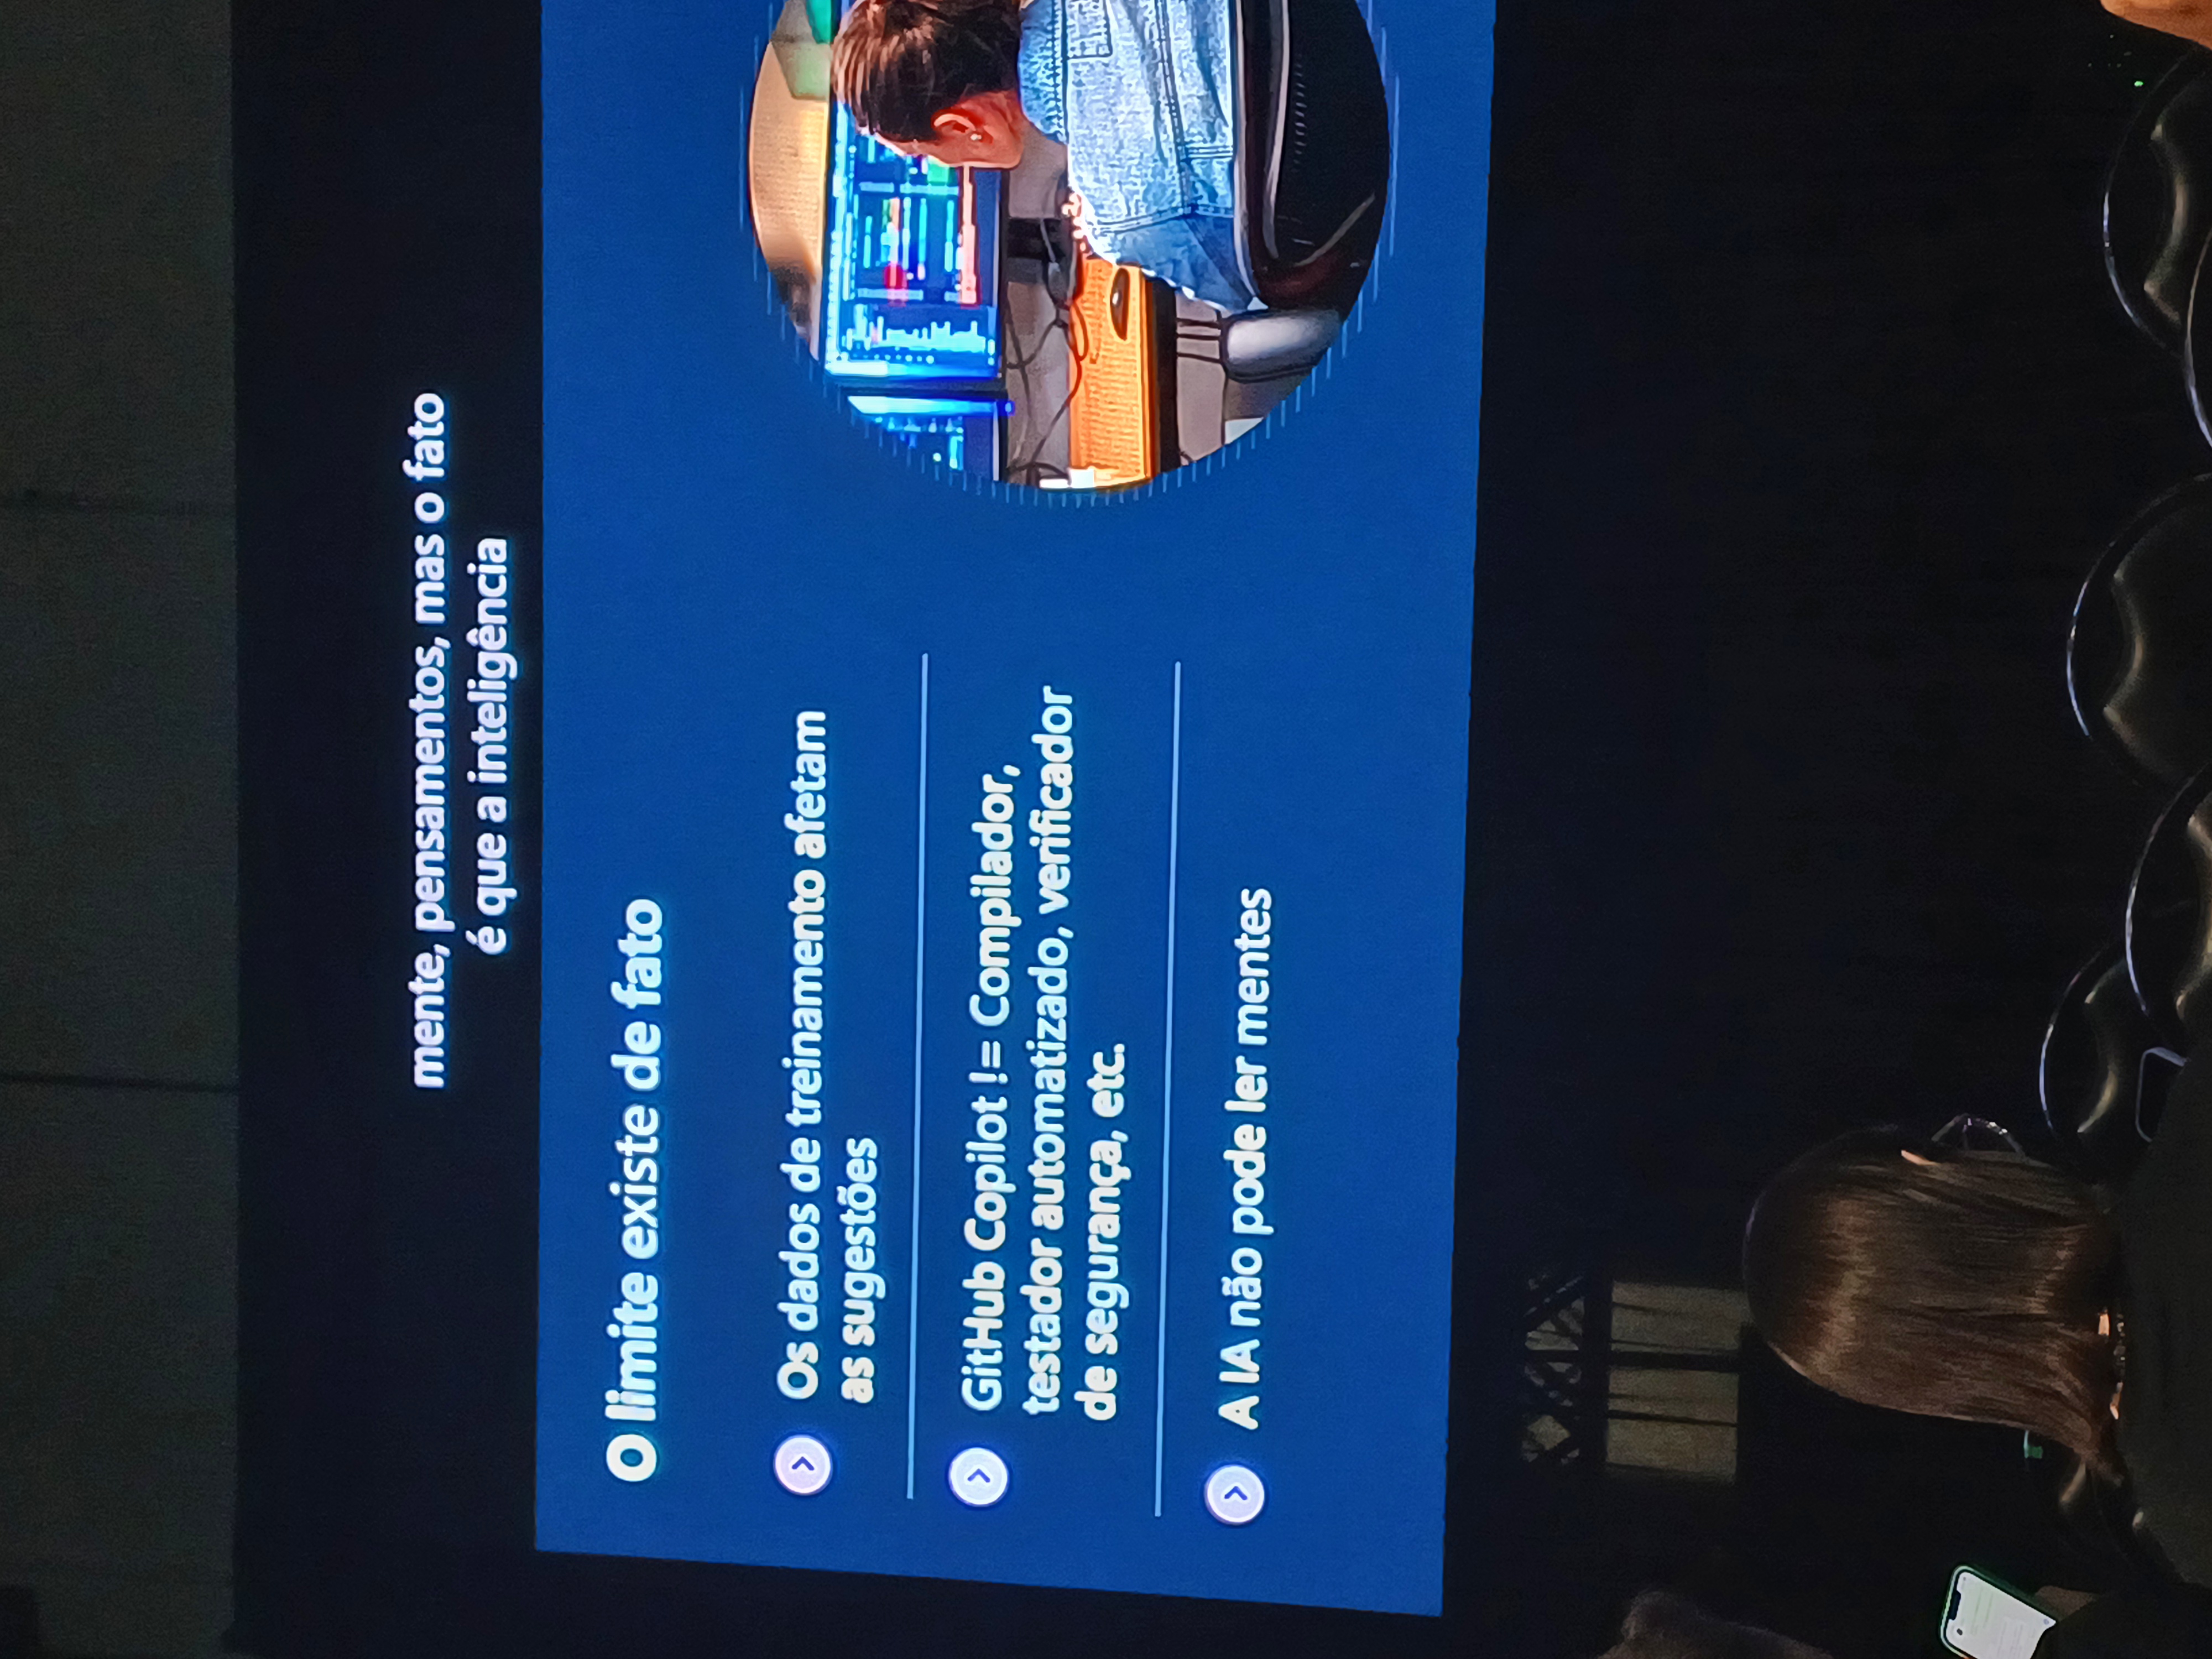 mente, pensamentos, mas o fato
é que a inteligência
O limite existe de fato
Os dados de treinamento afetam
as sugestões
GitHub Copilot != Compilador,
testador automatizado, verificador
de segurança, etc.
A IA não pode ler mentes